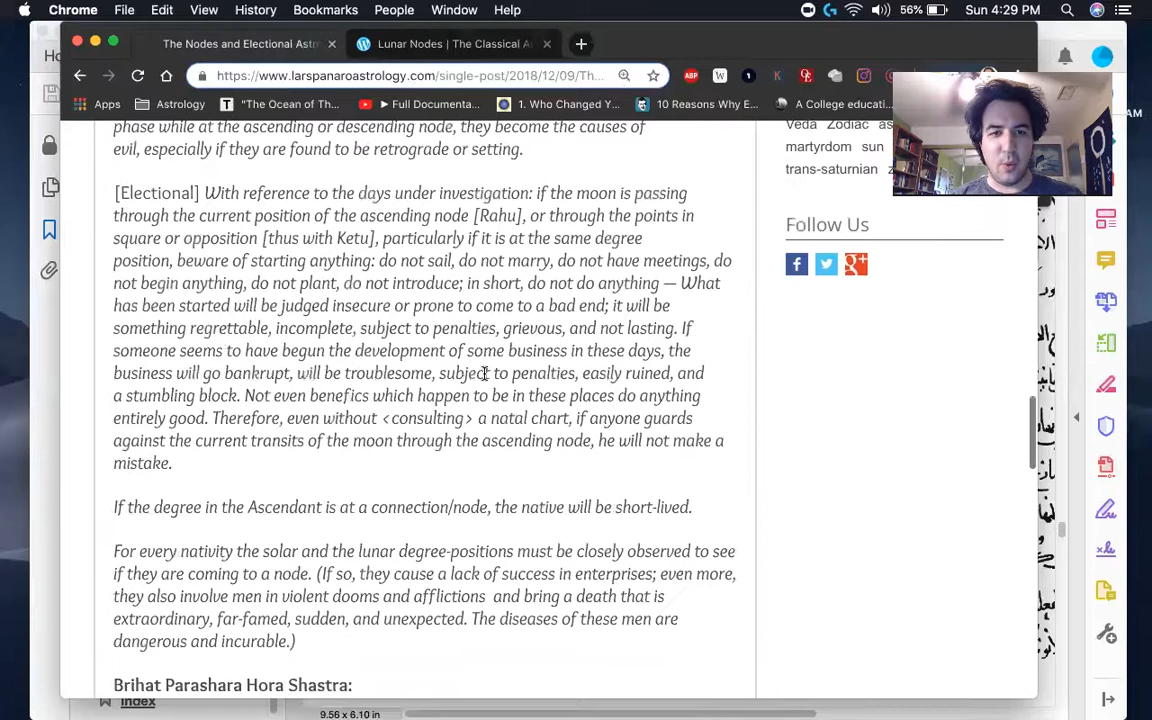 Chrome File Edit View History Bookmarks People Window Help 56% Sun 4:29 PM
The Nodes and Electional Ast
Lunar Nodes | The Classical A
https://www.larspanaroastrology.com/single-post/2018/12/09/Th...
Apps Astrology "The Ocean of Th... Full Documenta... 1. Who Changed Y... 10 Reasons Why E... A College educati
phase while at the ascending or descending node, they become the causes of
evil, especially if they are found to be retrograde or setting.
[Electional] With reference to the days under investigation: if the moon is passing
through the current position of the ascending node [Rahu], or through the points in
square or opposition [thus with Ketu], particularly if it is at the same degree
position, beware of starting anything: do not sail, do not marry, do not have meetings, do
not begin anything, do not plant, do not introduce; in short, do not do anything — What
has been started will be judged insecure or prone to come to a bad end; it will be
something regrettable, incomplete, subject to penalties, grievous, and not lasting. If
someone seems to have begun the development of some business in these days, the
business will go bankrupt, will be troublesome, subject to penalties, easily ruined, and
a stumbling block. Not even benefics which happen to be in these places do anything
entirely good. Therefore, even without <consulting> a natal chart, if anyone guards
against the current transits of the moon through the ascending node, he will not make a
mistake.
If the degree in the Ascendant is at a connection/node, the native will be short-lived.
For every nativity the solar and the lunar degree-positions must be closely observed to see
if they are coming to a node. (If so, they cause a lack of success in enterprises; even more,
they also involve men in violent dooms and afflictions and bring a death that is
extraordinary, far-famed, sudden, and unexpected. The diseases of these men are
dangerous and incurable.)
Brihat Parashara Hora Shastra:
Veda Zodiac as
martyrdom sun
trans-saturnian
Follow Us
AM
Index
9.56 x 6.10 in